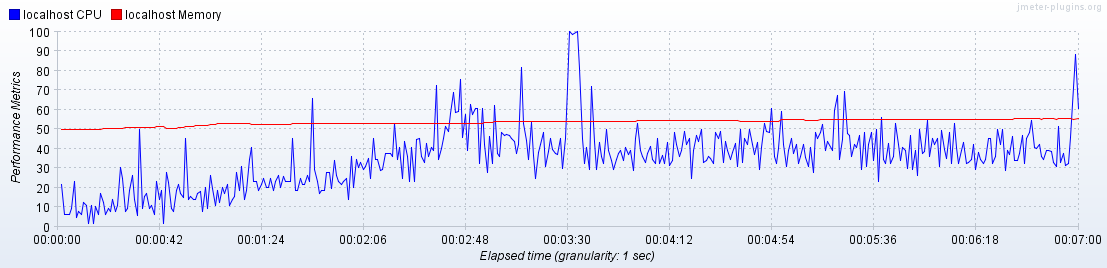 jmeter-plugins.org
localhost CPU localhost Memory
Performance Metrics
100
90
80
70
60
50
40
30
20
10
0
00:00:00 00:00:42 00:01:24 00:02:06 00:02:48 00:03:30 00:04:12 00:04:54 00:05:36 00:06:18 00:07:00
Elapsed time (granularity: 1 sec)